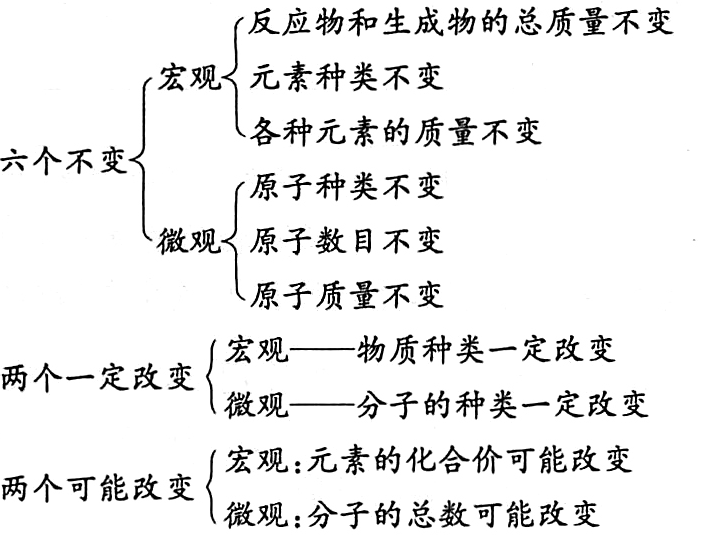 六个不变
宏观
反应物和生成物的总质量不变
元素种类不变
各种元素的质量不变
微观
原子种类不变
原子数目不变
原子质量不变
两个一定改变
宏观——物质种类一定改变
微观——分子的种类一定改变
两个可能改变
宏观:元素的化合价可能改变
微观:分子的总数可能改变